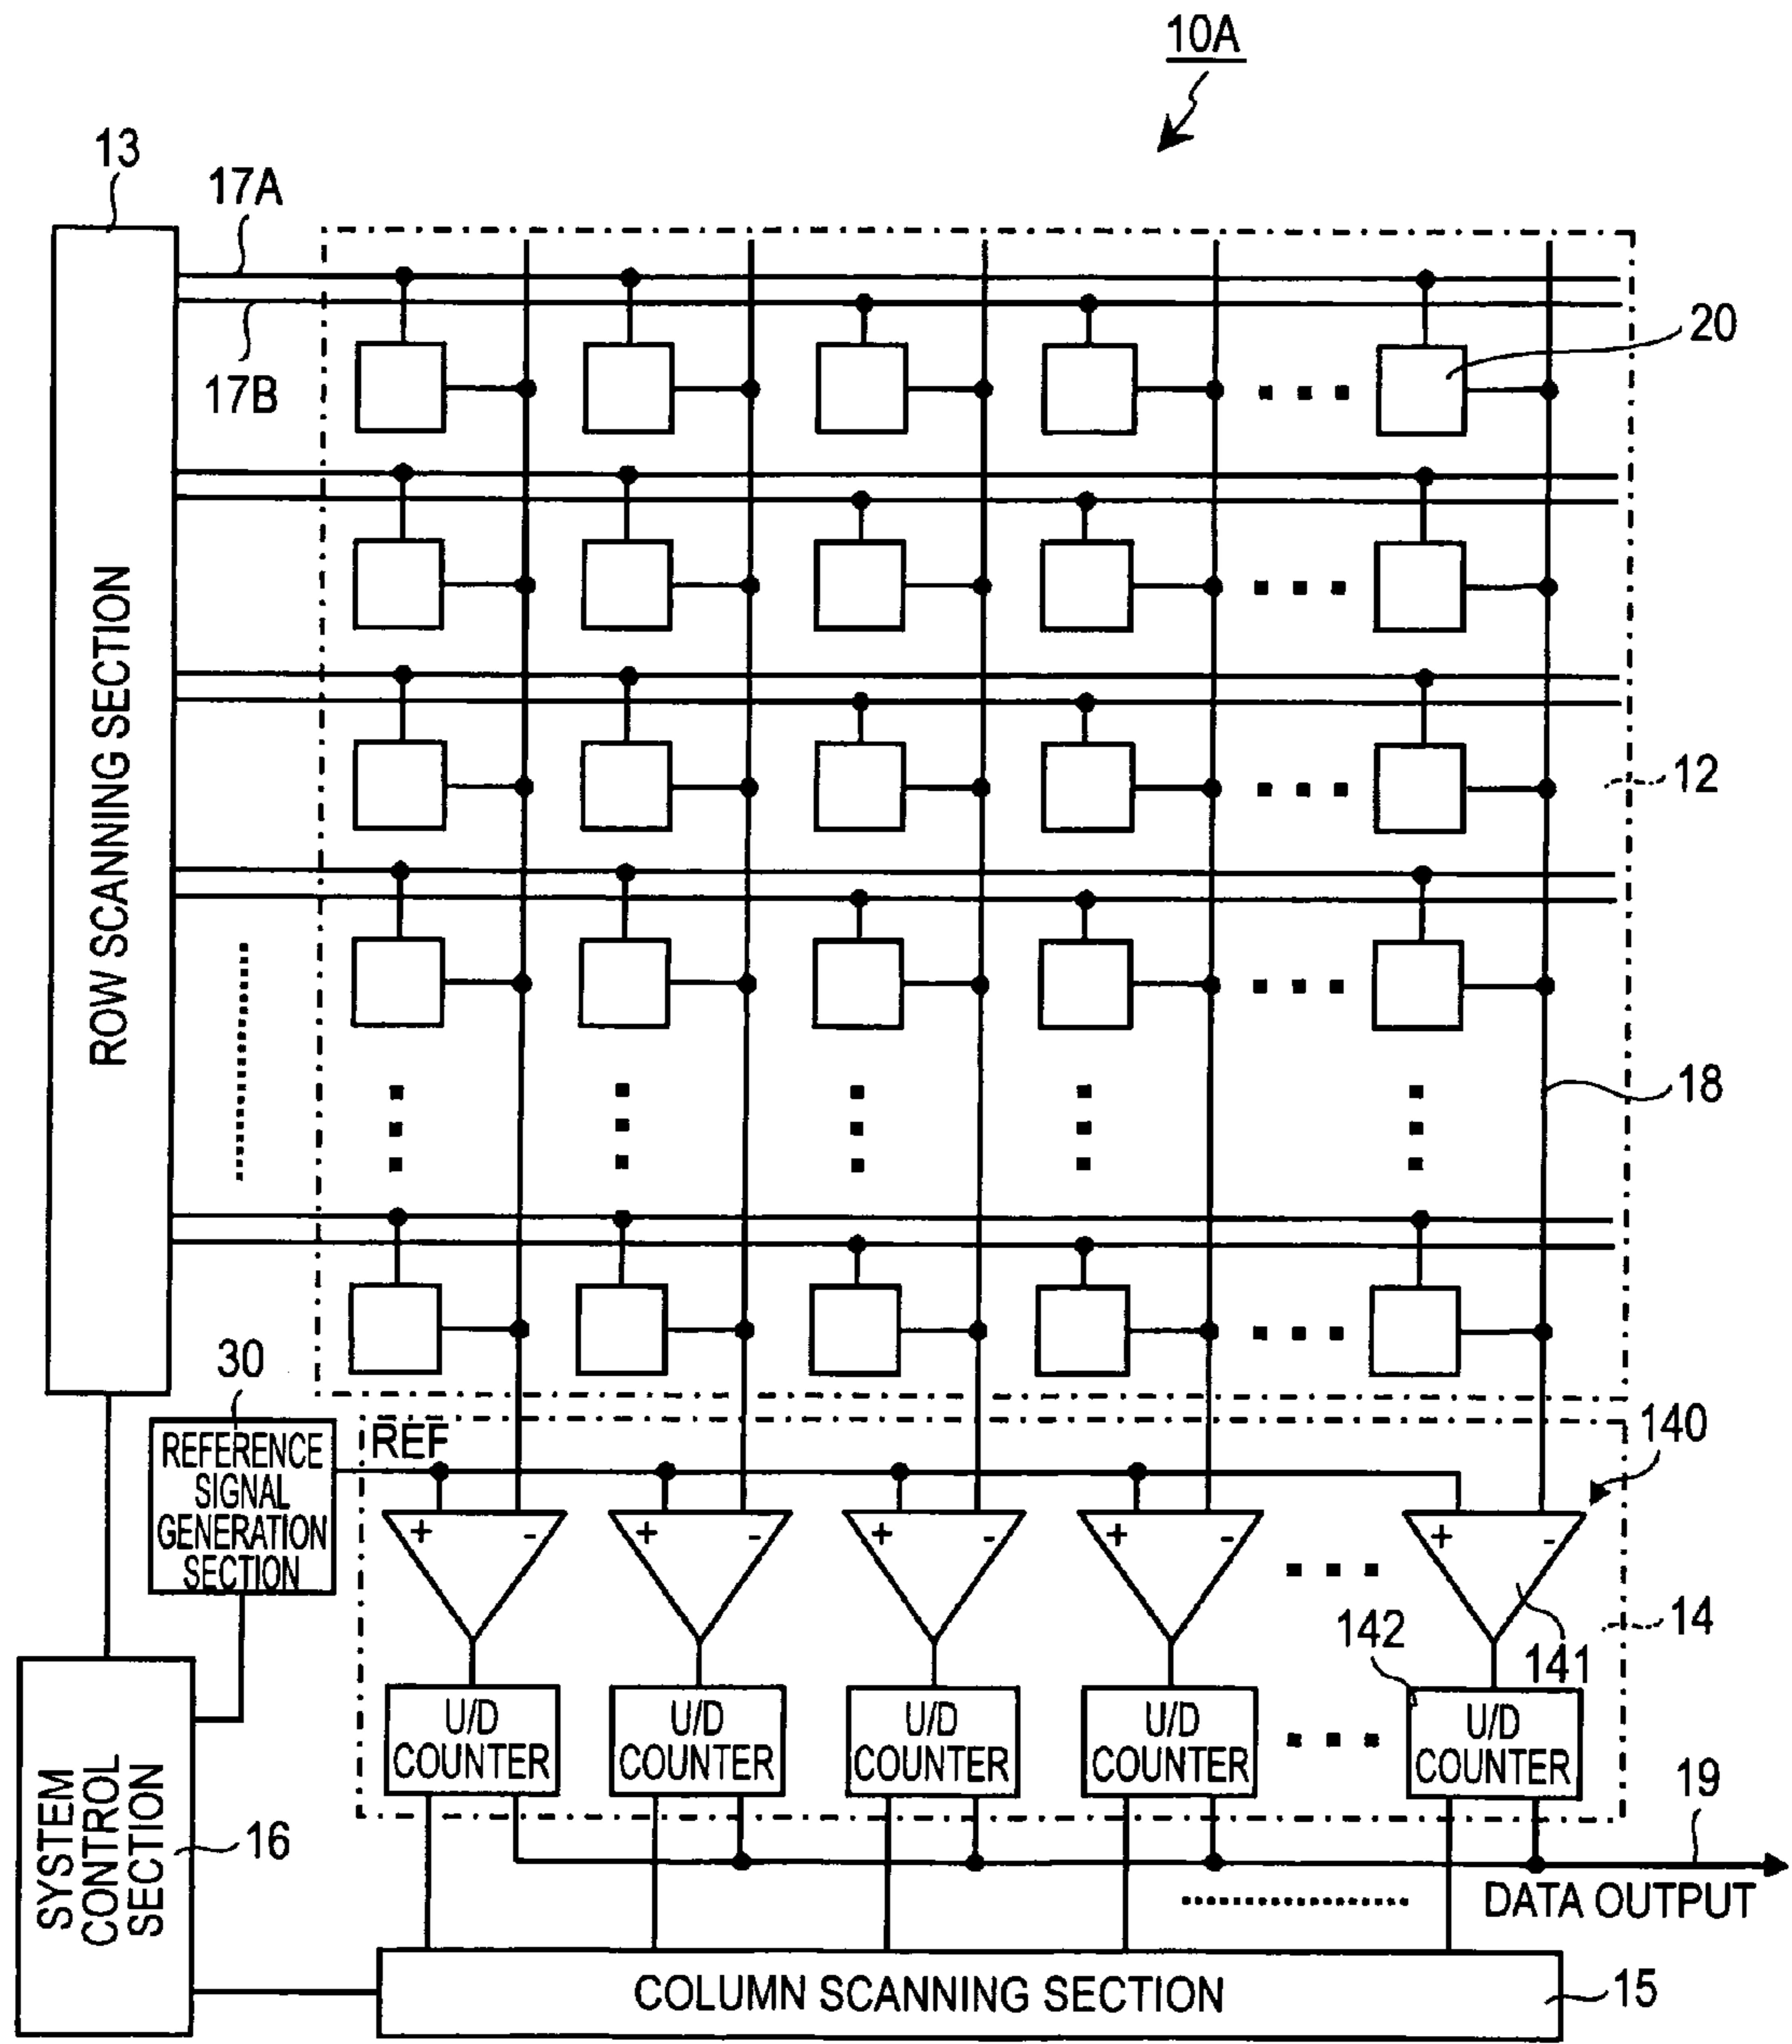 10A
13
17A
17B
20
ROW SCANNING SECTION
12
18
30
REFERENCE
SIGNAL
GENERATION
SECTION
REF
140
+ -
+ -
+ -
+ -
+ -
14
142
141
U/D
COUNTER
U/D
COUNTER
U/D
COUNTER
U/D
COUNTER
U/D
COUNTER
SYSTEM
CONTROL
SECTION
16
19
DATA OUTPUT
COLUMN SCANNING SECTION
15